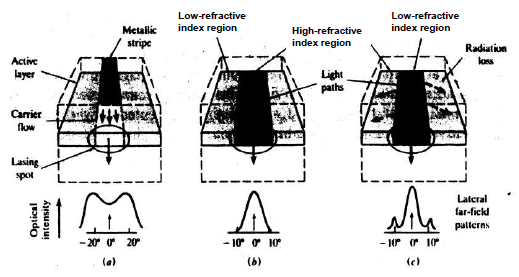 Low-refractive
index region
Low-refractive
index region
High-refractive
index region
Metallic
stripe
Radiation
loss
Active
layer
Light
paths
Carrier
flow
Lasing
spot
Optical
intensity
Lateral
far-field
patterns
-20° 0° 20°
-10° 0° 10°
-10° 0° 10°
(a)
(b)
(c)